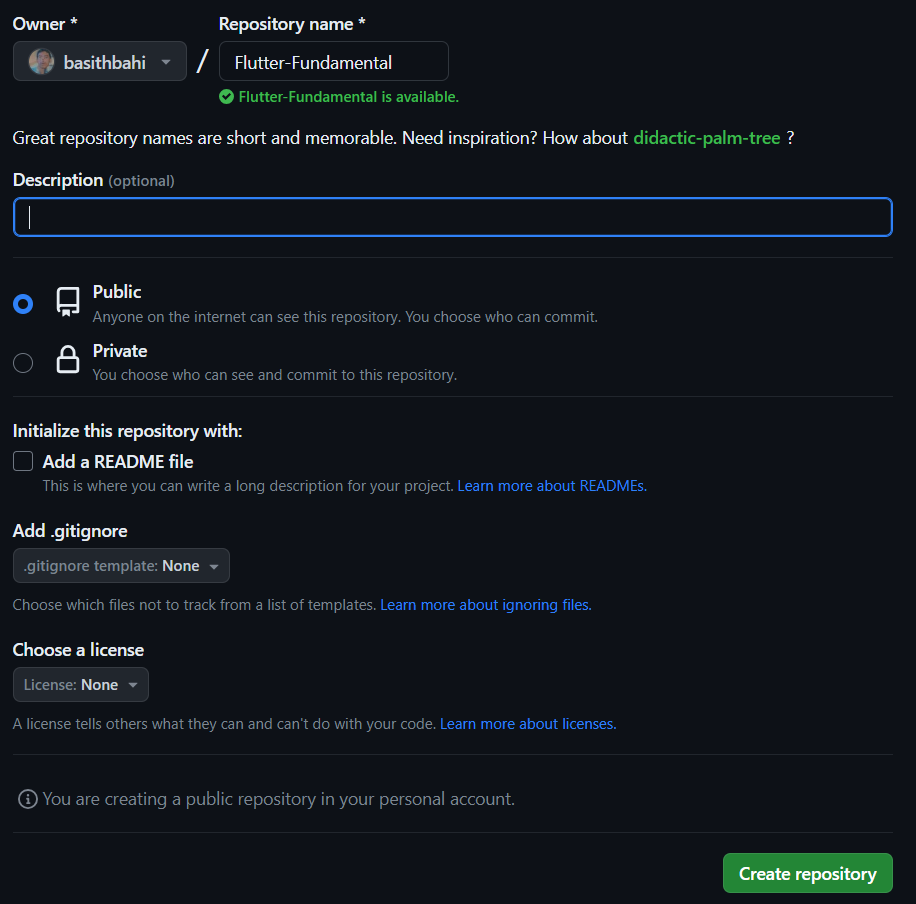 Owner * Repository name *
basithbahi / Flutter-Fundamental
Flutter-Fundamental is available.
Great repository names are short and memorable. Need inspiration? How about didactic-palm-tree ?
Description (optional)
Public
Anyone on the internet can see this repository. You choose who can commit.
Private
You choose who can see and commit to this repository.
Initialize this repository with:
Add a README file
This is where you can write a long description for your project. Learn more about READMEs.
Add .gitignore
.gitignore template: None
Choose which files not to track from a list of templates. Learn more about ignoring files.
Choose a license
License: None
A license tells others what they can and can't do with your code. Learn more about licenses.
You are creating a public repository in your personal account.
Create repository